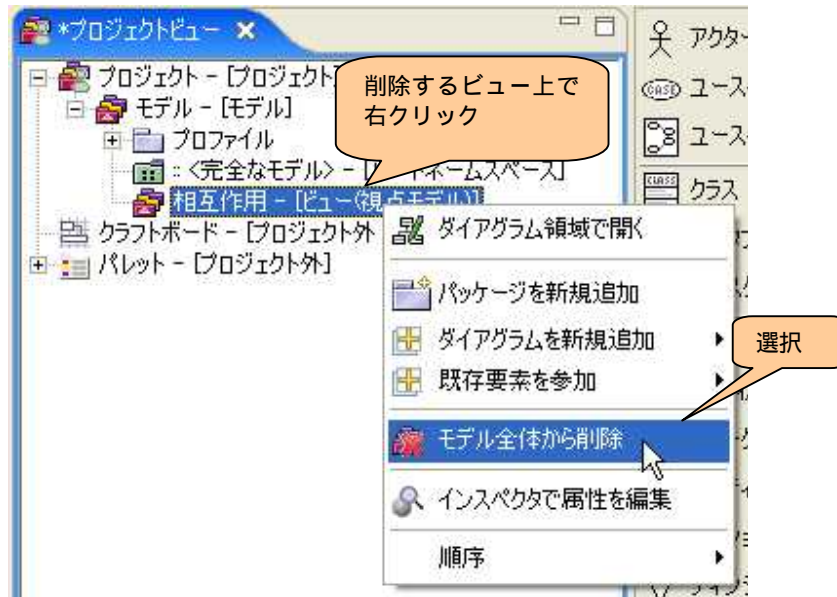 *プロジェクトビュー
プロジェクト - [プロジェクト]
モデル - [モデル]
プロファイル
:: <完全なモデル> -
ネームスペース]
相互作用 - [ビュー(視点モデル)]
クラフトボード - [プロジェクト外
パレット - [プロジェクト外]
削除するビュー上で
右クリック
ダイアグラム領域で開く
パッケージを新規追加
ダイアグラムを新規追加
既存要素を参加
モデル全体から削除
インスペクタで属性を編集
順序
選択
アクター
CASE
ユース
ユース
CLASS
クラス